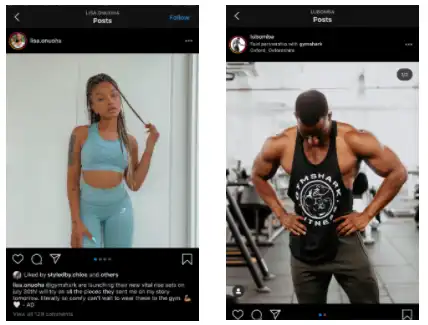 LISA.ONUOHA
Posts
Follow
lisa.onuoha
Liked by styledby.chloe and others
lisa.onuoha @gymshark are launching their new vital rise sets on
july 20th! will try on all the pieces they sent me on my story
tomorrow. literally so comfy can't wait to wear these to the gym.
- AD
View all 129 comments
Posts
Paid partnership with gymshark
Oxford, Oxfordshire
1/2
GYMSHARK
FITNESS